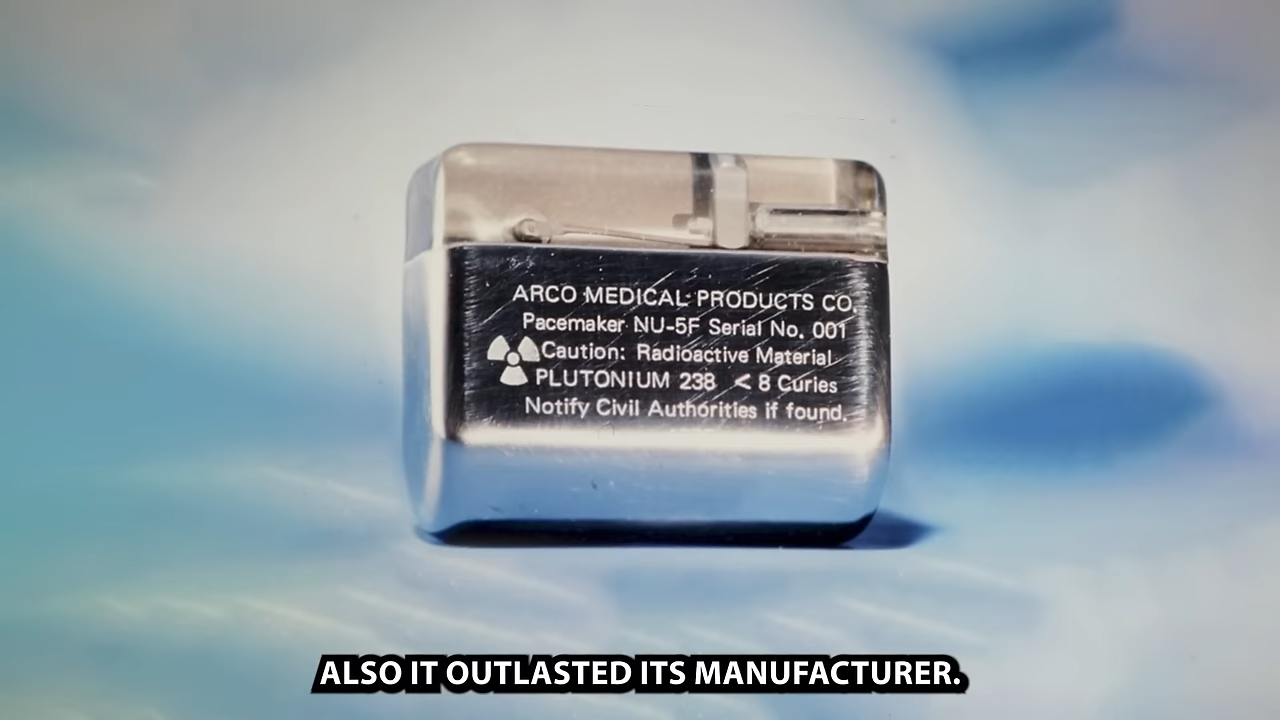 ARCO MEDICAL PRODUCTS CO.
Pacemaker NU-5F Serial No. 001
Caution: Radioactive Material
PLUTONIUM 238 < 8 Curies
Notify Civil Authorities if found.
ALSO IT OUTLASTED ITS MANUFACTURER.